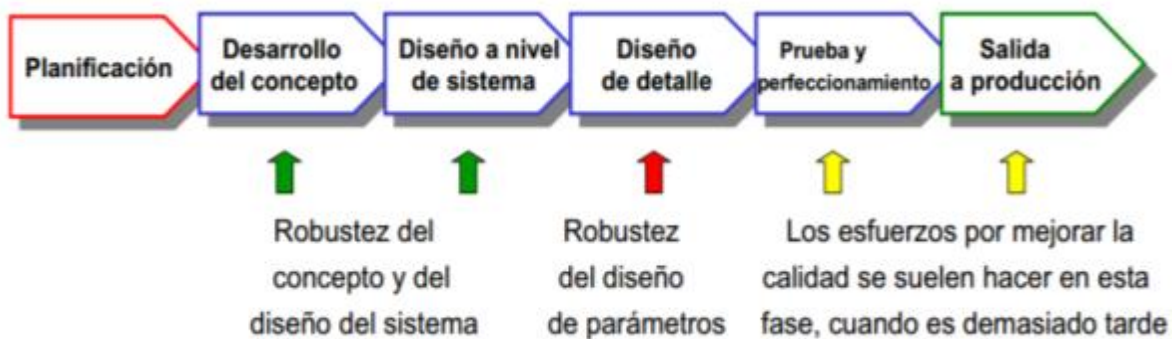 Planificación
Desarrollo
del concepto
Diseño a nivel
de sistema
Diseño
de detalle
Prueba y
perfeccionamiento
Salida
a producción
Robustez del
concepto y del
diseño del sistema
Robustez
del diseño
de parámetros
Los esfuerzos por mejorar la
calidad se suelen hacer en esta
fase, cuando es demasiado tarde